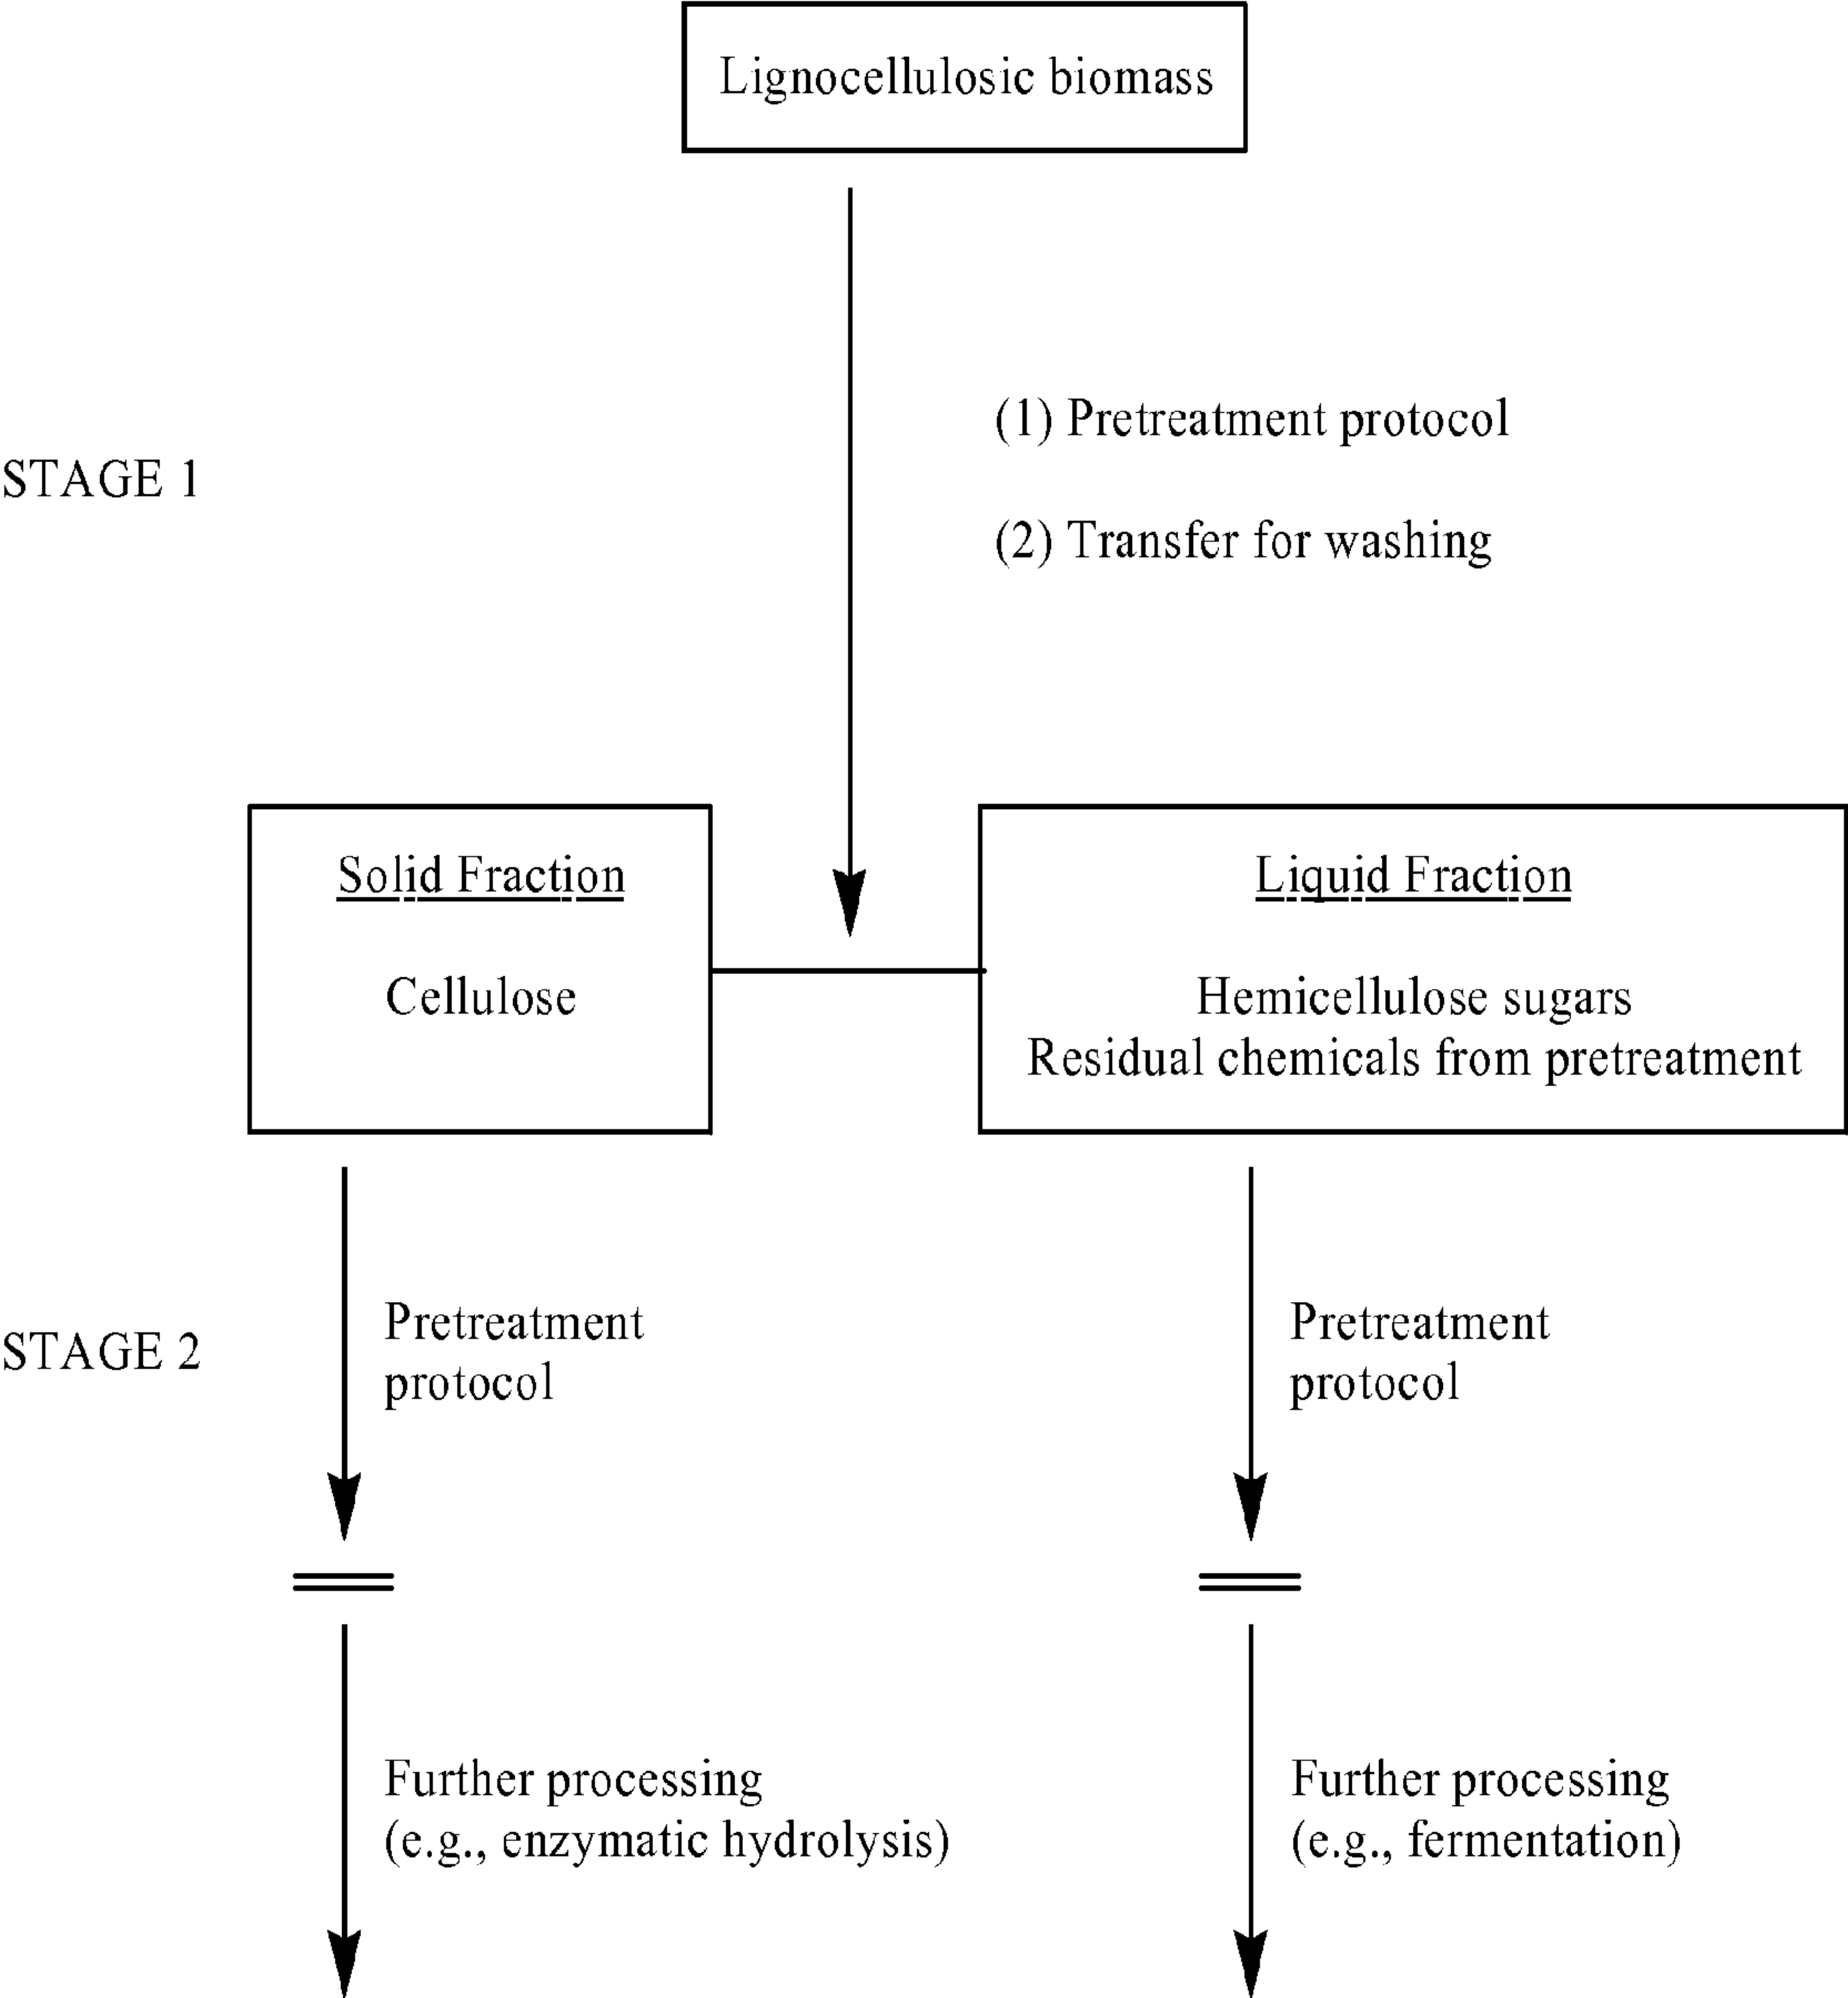 Lignocellulosic biomass
STAGE 1
(1) Pretreatment protocol
(2) Transfer for washing
Solid Fraction
Cellulose
Liquid Fraction
Hemicellulose sugars
Residual chemicals from pretreatment
STAGE 2
Pretreatment
protocol
Pretreatment
protocol
Further processing
(e.g., enzymatic hydrolysis)
Further processing
(e.g., fermentation)